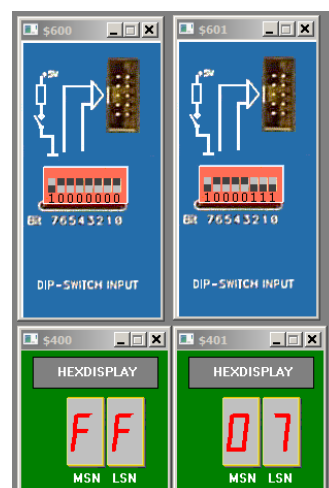 $600
$601
+5V
+5V
10000000
10000111
Bit 76543210
Bit 76543210
DIP-SWITCH INPUT
DIP-SWITCH INPUT
$400
$401
HEXDISPLAY
HEXDISPLAY
FF
07
MSN LSN
MSN LSN